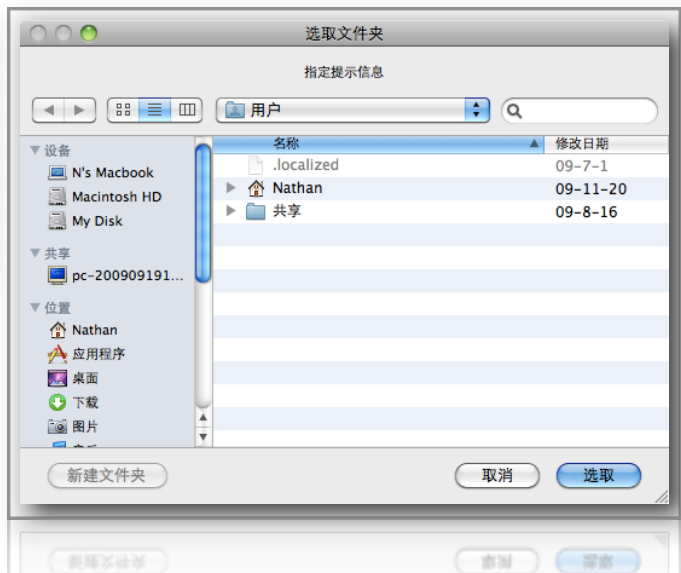 选取文件夹
指定提示信息
用户
设备
N's Macbook
Macintosh HD
My Disk
共享
pc-200909191...
位置
Nathan
应用程序
桌面
下载
图片
名称 修改日期
.localized 09-7-1
Nathan 09-11-20
共享 09-8-16
新建文件夹 取消 选取